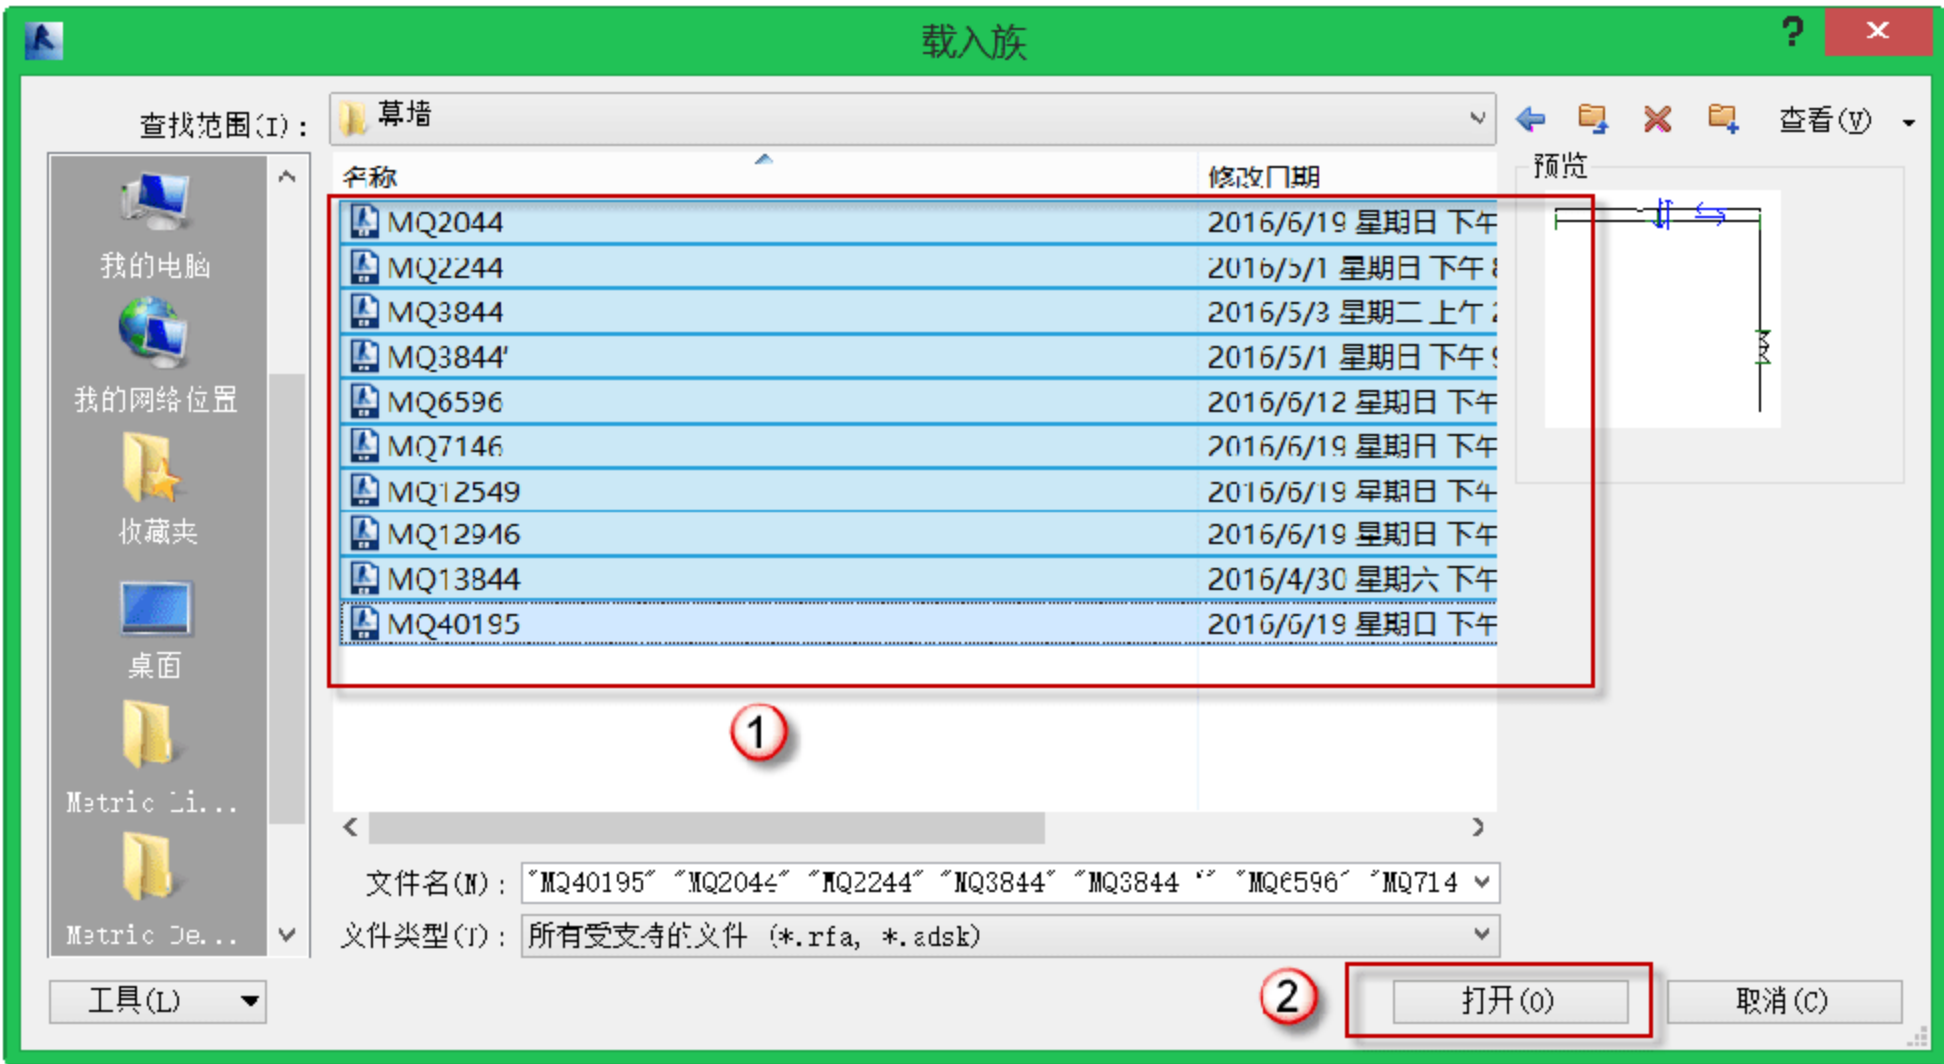 载入族
?
查找范围(I):
幕墙
查看(V)
名称
修改日期
预览
MQ2044 2016/6/19 星期日 下午
MQ2244 2016/5/1 星期日 下午 8
MQ3844 2016/5/3 星期二 上午 2
MQ3844' 2016/5/1 星期日 下午 9
MQ6596 2016/6/12 星期日 下午
MQ7146 2016/6/19 星期日 下午
MQ12549 2016/6/19 星期日 下午
MQ12946 2016/6/19 星期日 下午
MQ13844 2016/4/30 星期六 下午
MQ40195 2016/6/19 星期日 下午
我的电脑
我的网络位置
收藏夹
桌面
Metric Li...
Metric De...
1
文件名(N): "MQ40195" "MQ2044" "MQ2244" "MQ3844" "MQ3844 '" "MQ6596" "MQ714
文件类型(T): 所有受支持的文件 (*.rfa, *.adsk)
工具(L)
2
打开(O)
取消(C)